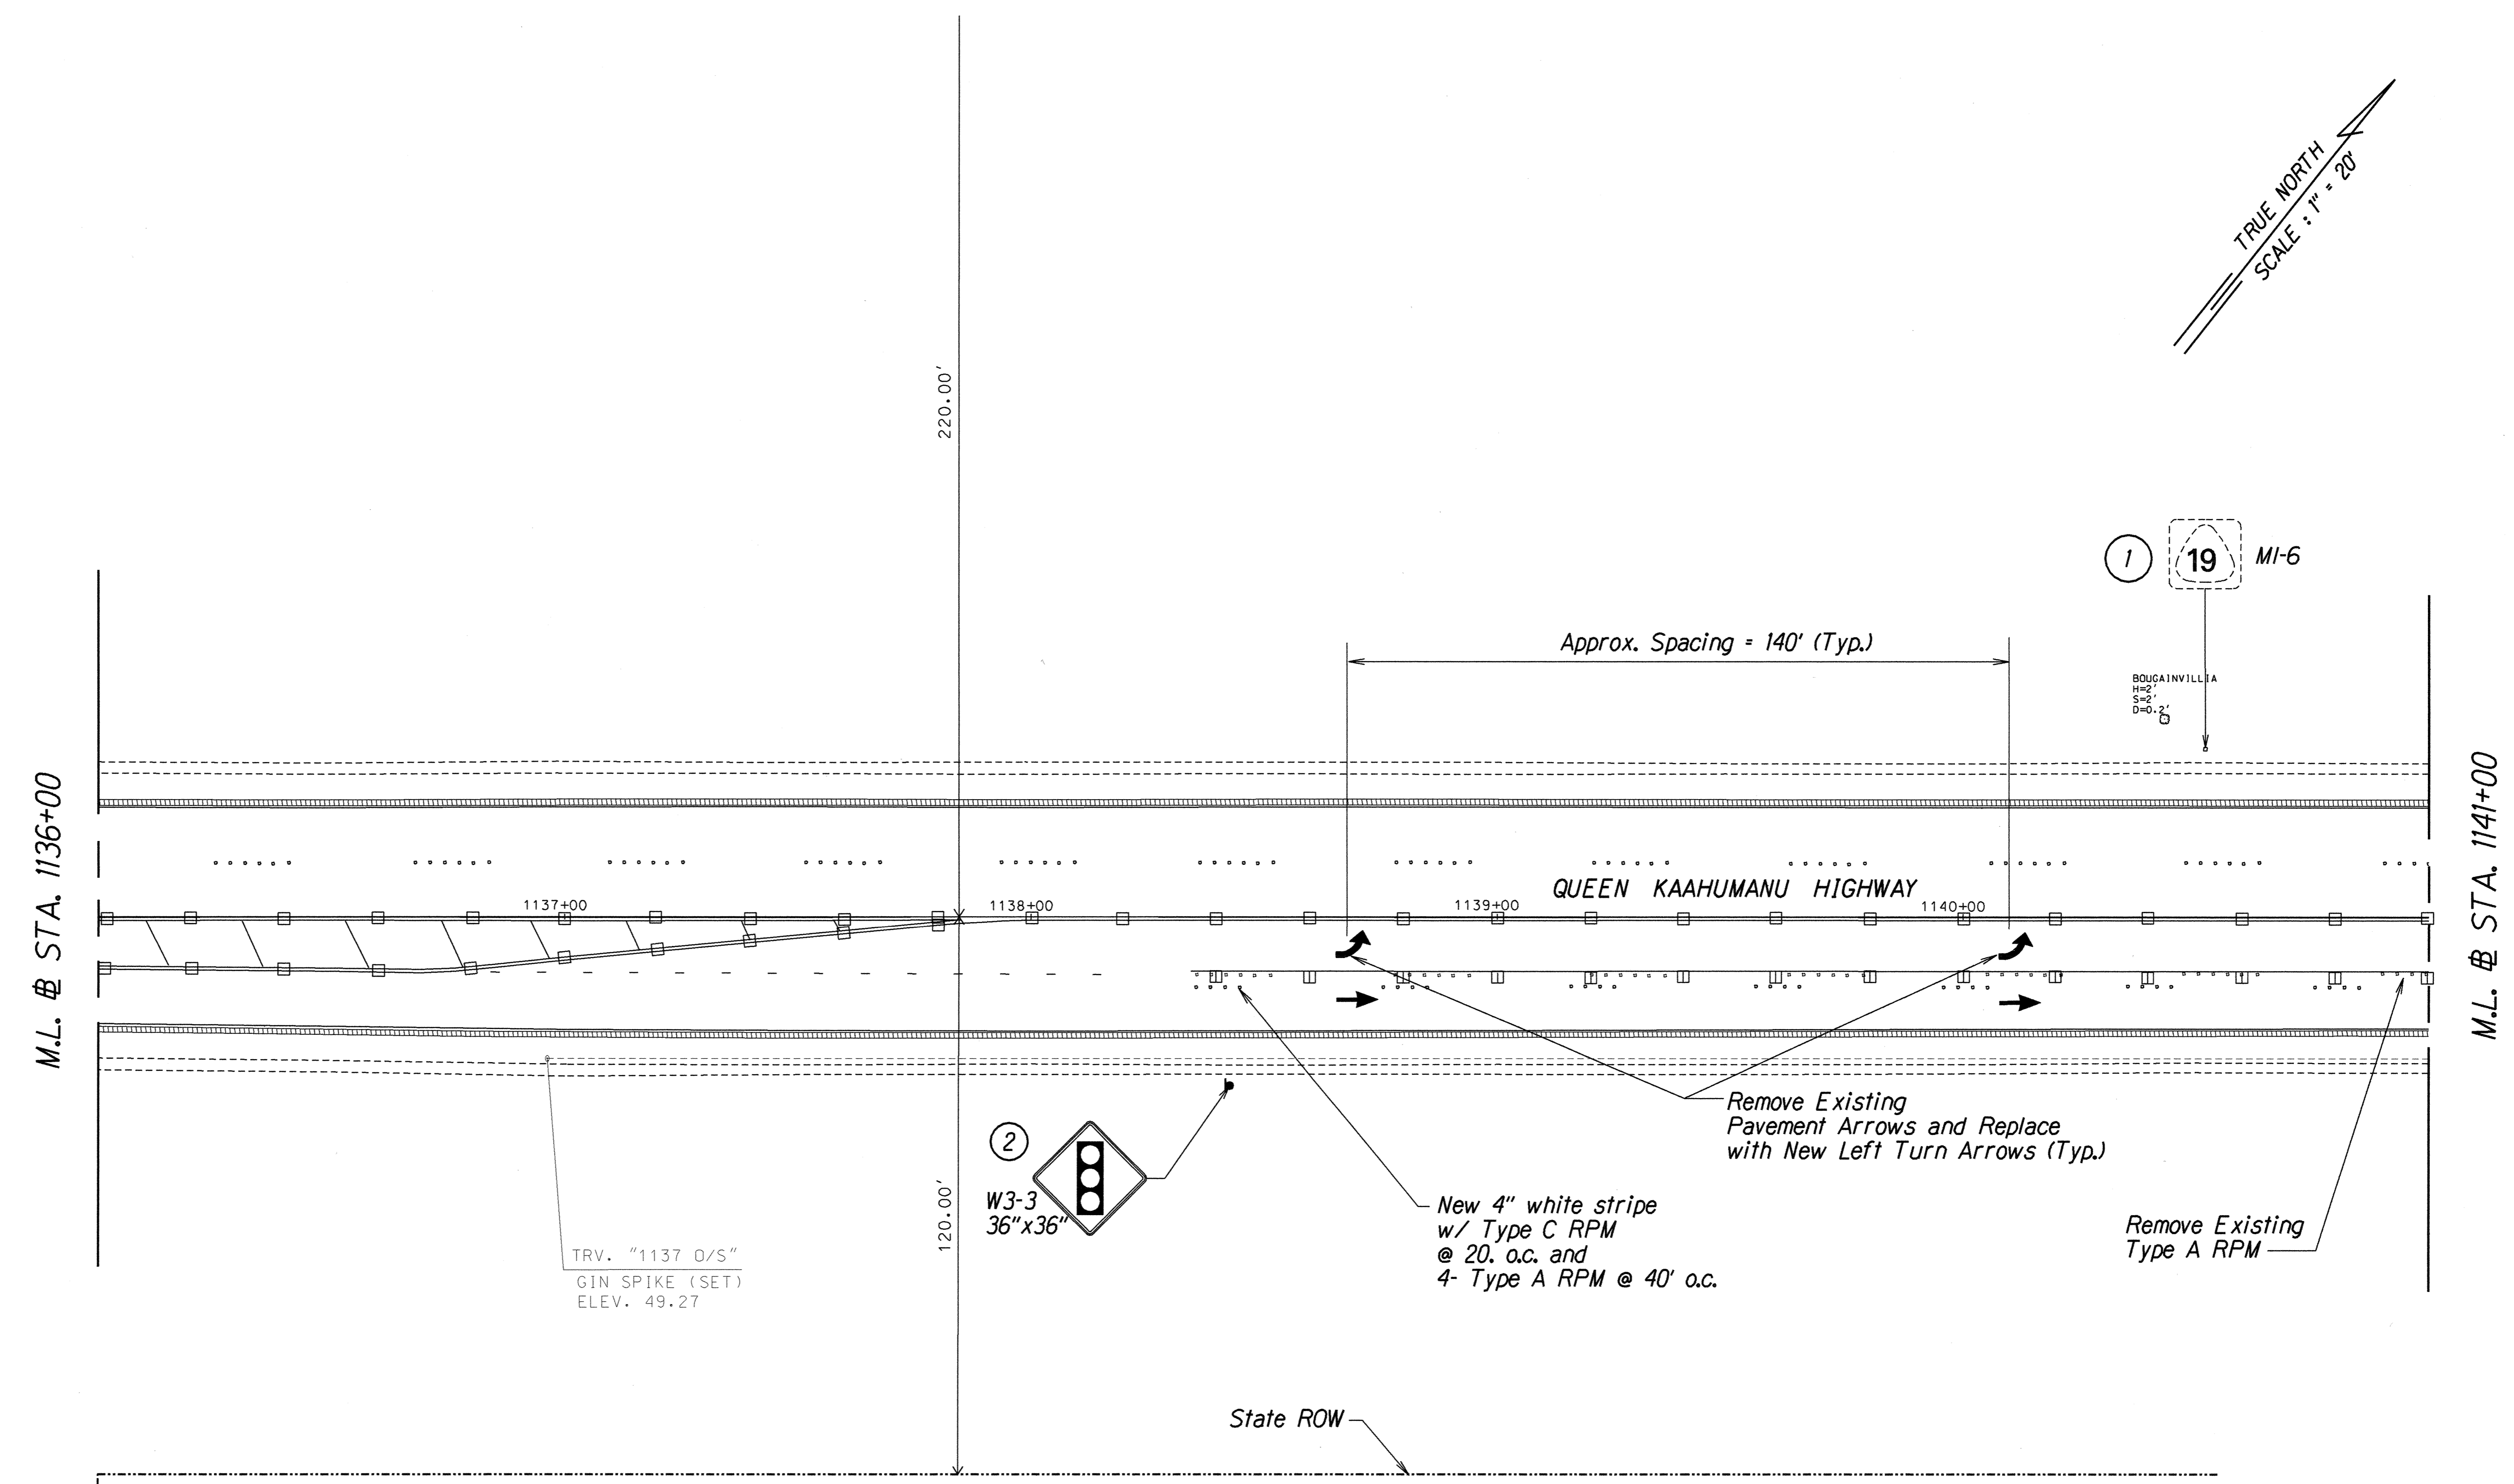 TRUE NORTH
SCALE : 1" = 20'
220.00'
1
19
M1-6
Approx. Spacing = 140' (Typ.)
BOUGAINVILLIA
H=2'
S=2'
D=0.2'
M.L. ℄ STA. 1136+00
M.L. ℄ STA. 1141+00
QUEEN KAAHUMANU HIGHWAY
1137+00
1138+00
1139+00
1140+00
Remove Existing
Pavement Arrows and Replace
with New Left Turn Arrows (Typ.)
2
W3-3
36"x36"
120.00'
New 4" white stripe
w/ Type C RPM
@ 20. o.c. and
4- Type A RPM @ 40' o.c.
Remove Existing
Type A RPM
TRV. "1137 O/S"
GIN SPIKE (SET)
ELEV. 49.27
State ROW